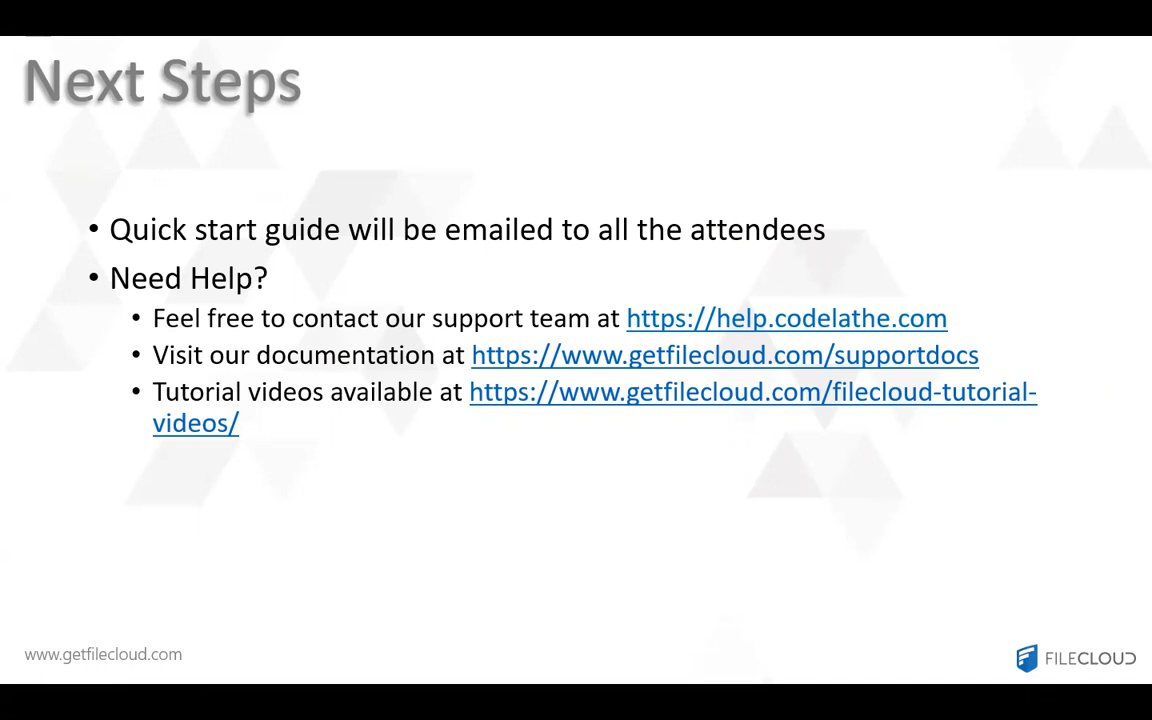 Next Steps
• Quick start guide will be emailed to all the attendees
• Need Help?
• Feel free to contact our support team at https://help.codelathe.com
• Visit our documentation at https://www.getfilecloud.com/supportdocs
• Tutorial videos available at https://www.getfilecloud.com/filecloud-tutorial-
videos/
www.getfilecloud.com
FILECLOUD